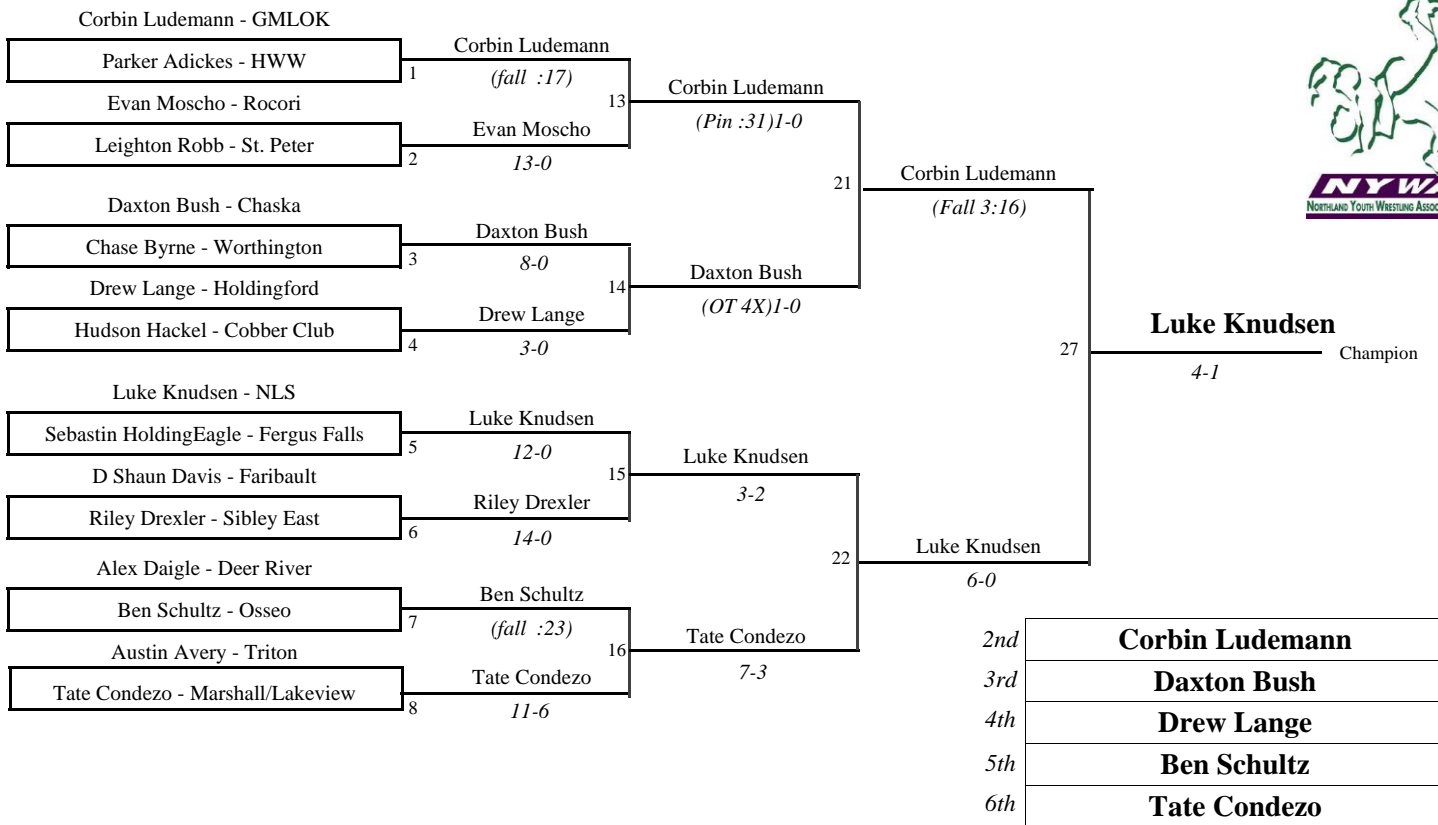 Corbin Ludemann - GMLOK
Parker Adickes - HWW
1
Evan Moscho - Rocori
Leighton Robb - St. Peter
2
Daxton Bush - Chaska
Chase Byrne - Worthington
3
Drew Lange - Holdingford
Hudson Hackel - Cobber Club
4
Luke Knudsen - NLS
Sebastin HoldingEagle - Fergus Falls
5
D Shaun Davis - Faribault
Riley Drexler - Sibley East
6
Alex Daigle - Deer River
Ben Schultz - Osseo
7
Austin Avery - Triton
Tate Condezo - Marshall/Lakeview
8
Corbin Ludemann
(fall :17)
13
Evan Moscho
13-0
Daxton Bush
8-0
14
Drew Lange
3-0
Luke Knudsen
12-0
15
Riley Drexler
14-0
Ben Schultz
(fall :23)
16
Tate Condezo
11-6
Corbin Ludemann
(Pin :31)1-0
21
Daxton Bush
(OT 4X)1-0
Luke Knudsen
3-2
22
Tate Condezo
7-3
Corbin Ludemann
(Fall 3:16)
27
Luke Knudsen
6-0
Luke Knudsen
Champion
4-1
2nd Corbin Ludemann
3rd Daxton Bush
4th Drew Lange
5th Ben Schultz
6th Tate Condezo
NORTHLAND YOUTH WRESTLING